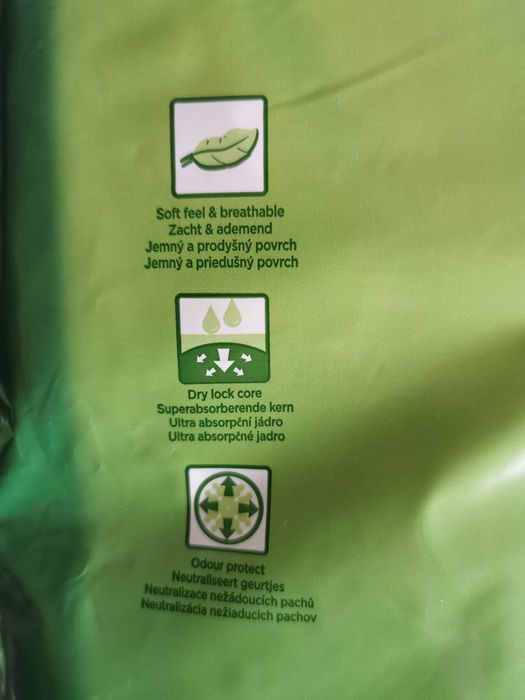 Soft feel & breathable
Zacht & ademend
Jemný a prodyšný povrch
Jemný a priedušný povrch
Dry lock core
Superabsorberende kern
Ultra absorpční jádro
Ultra absorpčné jadro
Odour protect
Neutraliseert geurtjes
Neutralizace nežádoucích pachů
Neutralizácia nežiaducich pachov